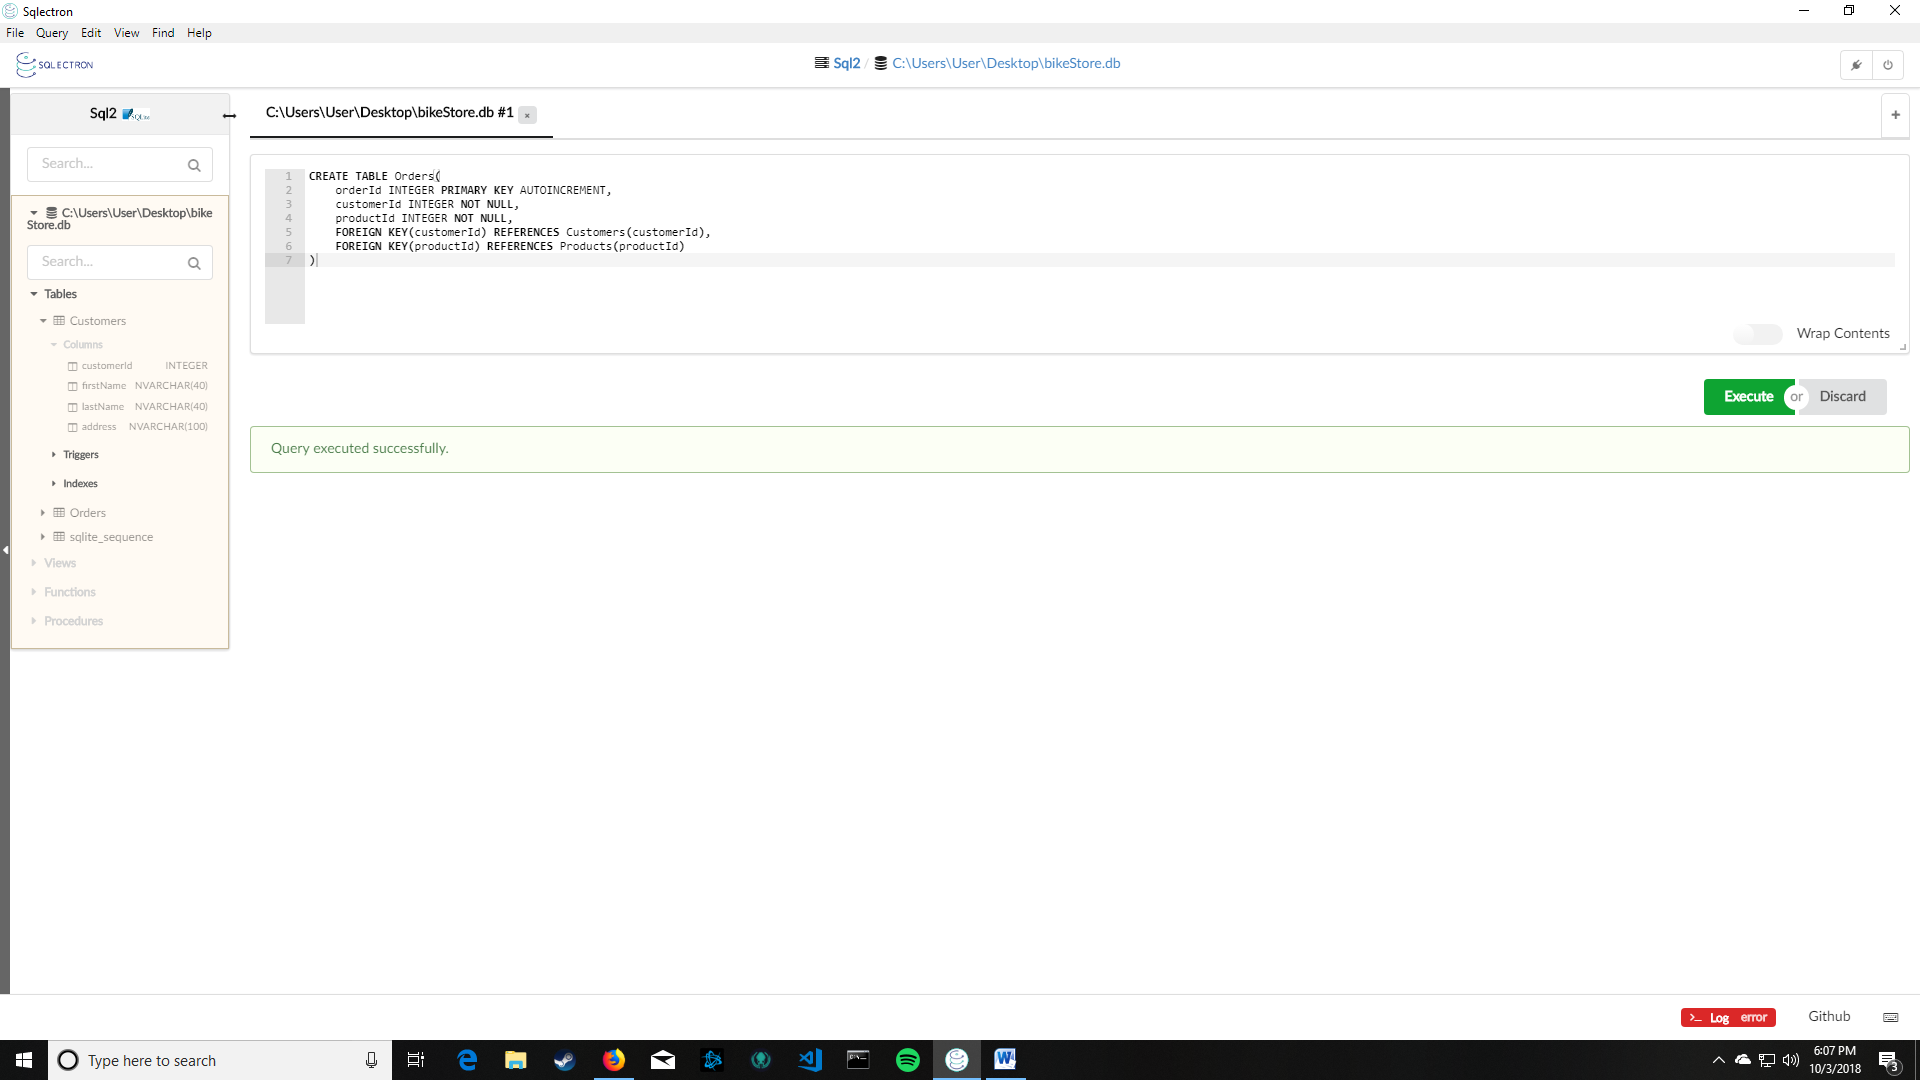 Sqlectron
File Query Edit View Find Help
SQLECTRON
Sql2 / C:\Users\User\Desktop\bikeStore.db
Sql2 SQLite
C:\Users\User\Desktop\bikeStore.db #1 ×
+
Search...
C:\Users\User\Desktop\bike
Store.db
Search...
Tables
Customers
Columns
customerId INTEGER
firstName NVARCHAR(40)
lastName NVARCHAR(40)
address NVARCHAR(100)
Triggers
Indexes
Orders
sqlite_sequence
Views
Functions
Procedures
1 CREATE TABLE Orders(
2 orderId INTEGER PRIMARY KEY AUTOINCREMENT,
3 customerId INTEGER NOT NULL,
4 productId INTEGER NOT NULL,
5 FOREIGN KEY(customerId) REFERENCES Customers(customerId),
6 FOREIGN KEY(productId) REFERENCES Products(productId)
7 )
Wrap Contents
Execute or Discard
Query executed successfully.
>_ Log error Github
Type here to search
6:07 PM
10/3/2018
3